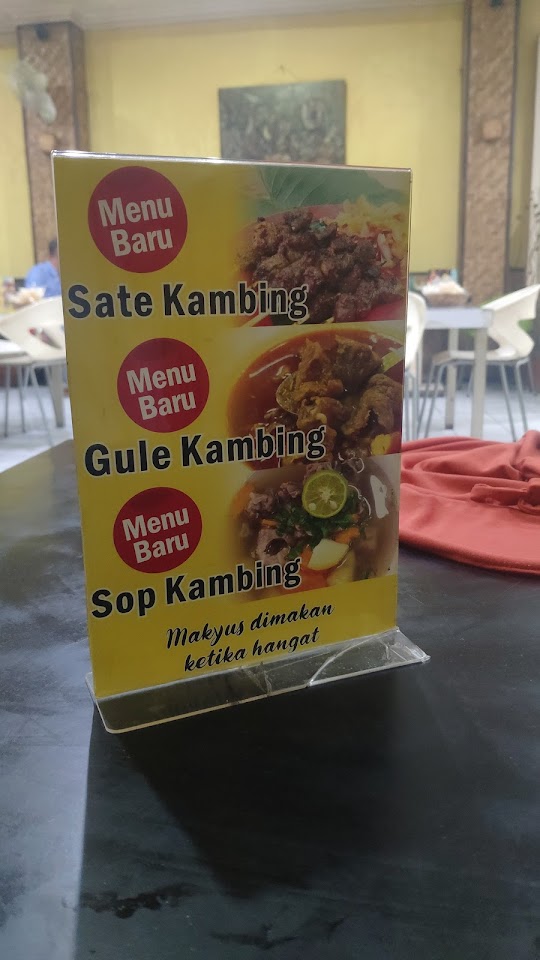 Menu
Baru
Sate Kambing
Menu
Baru
Gule Kambing
Menu
Baru
Sop Kambing
Makyus dimakan
ketika hangat